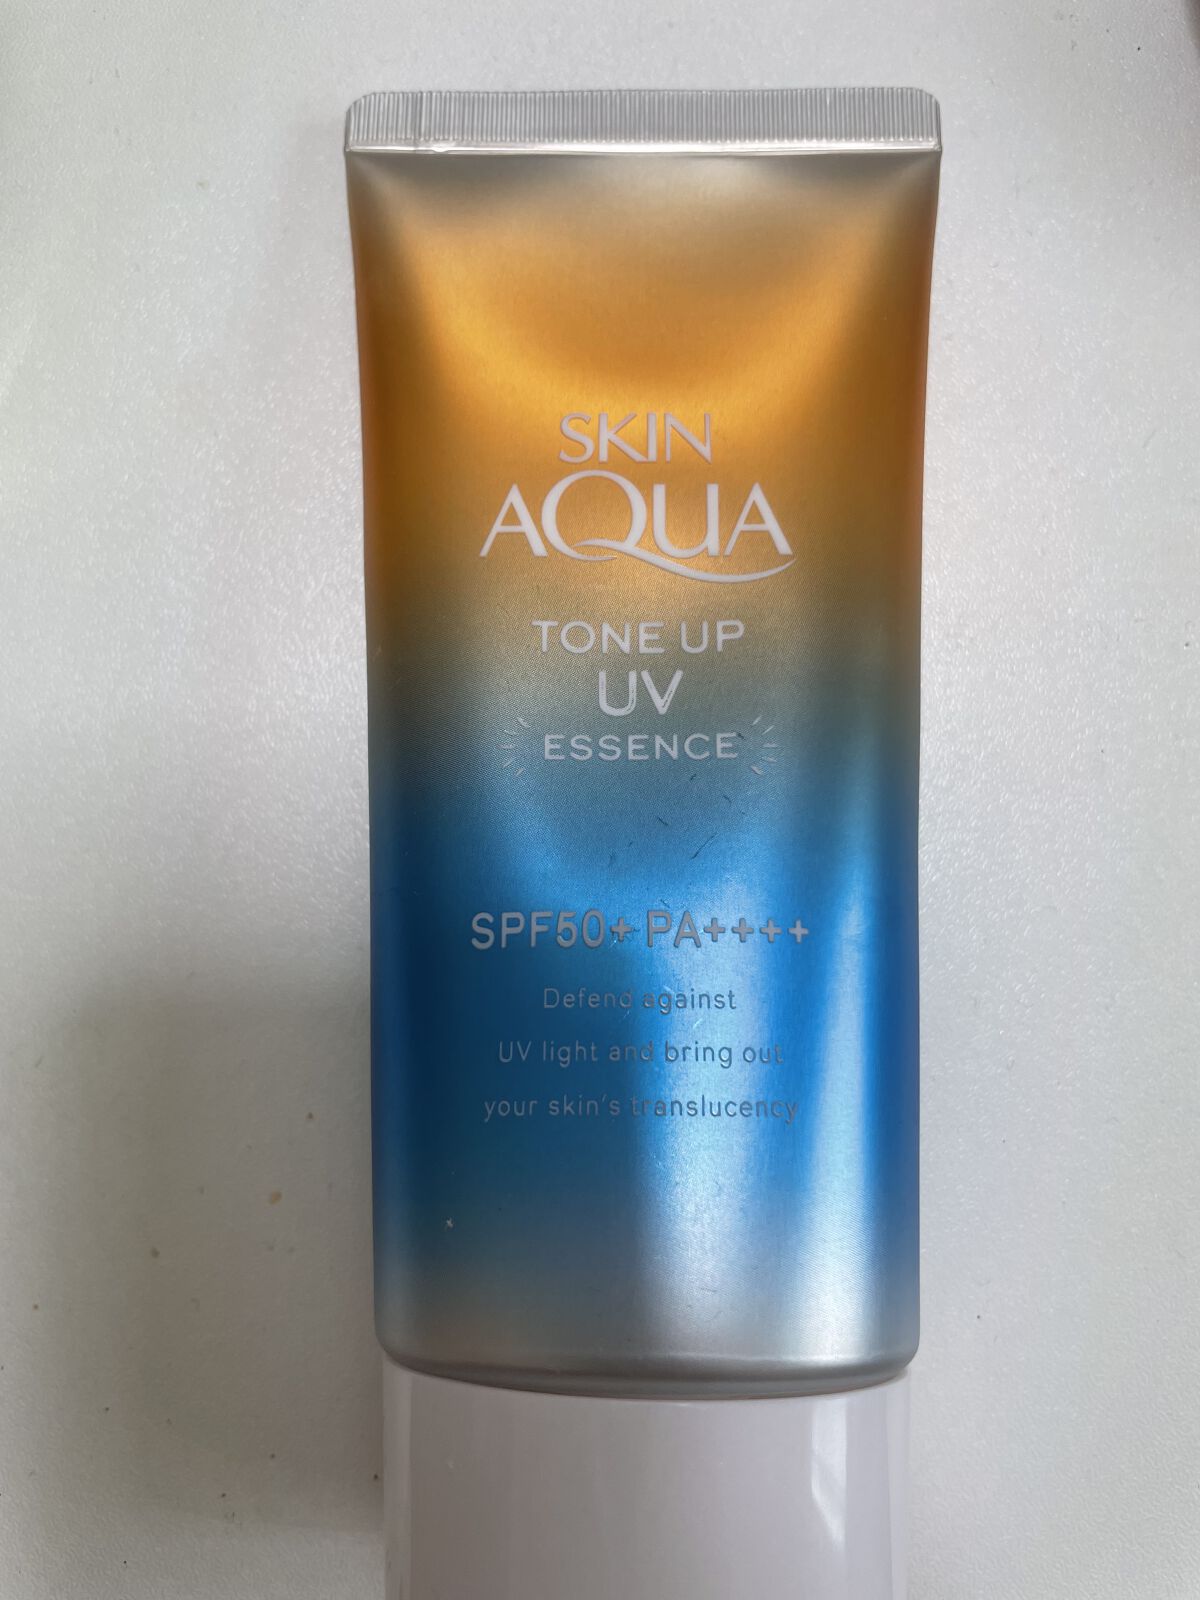 SKIN
AQUA
TONE UP
UV
ESSENCE
SPF50+ PA++++
Defend against
UV light and bring out
your skin's translucency